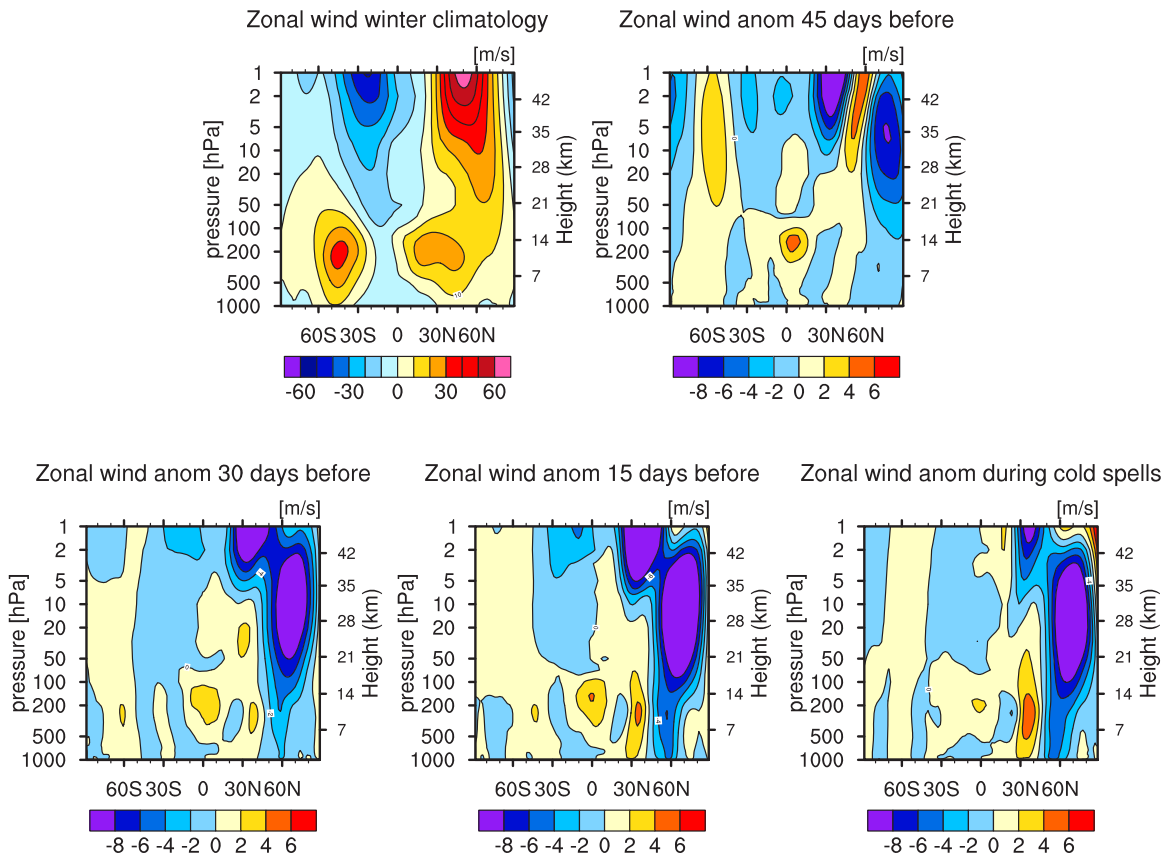 Zonal wind winter climatology
Zonal wind anom 45 days before
[m/s]
[m/s]
pressure [hPa]
1
2
5
10
20
50
100
200
500
1000
42
35
28
21
14
7
Height (km)
10
60S 30S 0 30N 60N
-60 -30 0 30 60
pressure [hPa]
1
2
5
10
20
50
100
200
500
1000
0
42
35
28
21
14
7
Height (km)
60S 30S 0 30N 60N
-8 -6 -4 -2 0 2 4 6
Zonal wind anom 30 days before
Zonal wind anom 15 days before
Zonal wind anom during cold spells
[m/s]
[m/s]
[m/s]
pressure [hPa]
1
2
5
10
20
50
100
200
500
1000
0
42
35
28
21
14
7
Height (km)
60S 30S 0 30N 60N
-8 -6 -4 -2 0 2 4 6
pressure [hPa]
1
2
5
10
20
50
100
200
500
1000
0
42
35
28
21
14
7
Height (km)
60S 30S 0 30N 60N
-8 -6 -4 -2 0 2 4 6
pressure [hPa]
1
2
5
10
20
50
100
200
500
1000
0
42
35
28
21
14
7
Height (km)
60S 30S 0 30N 60N
-8 -6 -4 -2 0 2 4 6